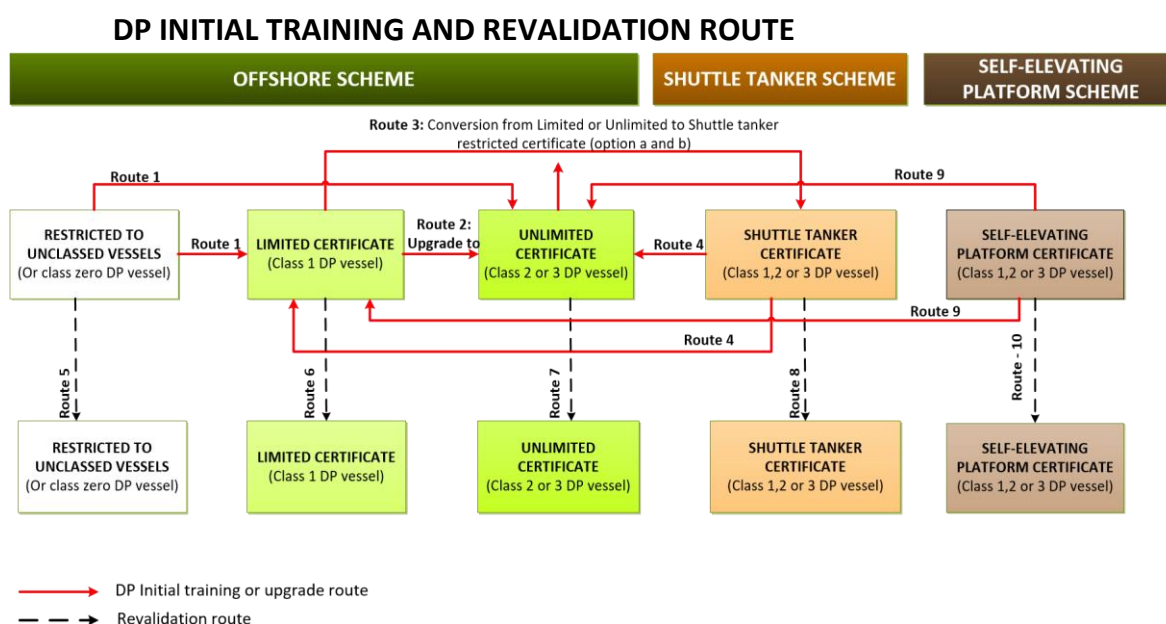 DP INITIAL TRAINING AND REVALIDATION ROUTE
OFFSHORE SCHEME
SHUTTLE TANKER SCHEME
SELF-ELEVATING
PLATFORM SCHEME
Route 3: Conversion from Limited or Unlimited to Shuttle tanker
restricted certificate (option a and b)
Route 1
Route 9
RESTRICTED TO
UNCLASSED VESSELS
(Or class zero DP vessel)
Route 1
LIMITED CERTIFICATE
(Class 1 DP vessel)
Route 2:
Upgrade to
UNLIMITED
CERTIFICATE
(Class 2 or 3 DP vessel)
Route 4
SHUTTLE TANKER
CERTIFICATE
(Class 1,2 or 3 DP vessel)
SELF-ELEVATING
PLATFORM CERTIFICATE
(Class 1,2 or 3 DP vessel)
Route 9
Route 4
Route 5
Route 6
Route 7
Route 8
Route - 10
RESTRICTED TO
UNCLASSED VESSELS
(Or class zero DP vessel)
LIMITED CERTIFICATE
(Class 1 DP vessel)
UNLIMITED
CERTIFICATE
(Class 2 or 3 DP vessel)
SHUTTLE TANKER
CERTIFICATE
(Class 1,2 or 3 DP vessel)
SELF-ELEVATING
PLATFORM CERTIFICATE
(Class 1,2 or 3 DP vessel)
DP Initial training or upgrade route
Revalidation route